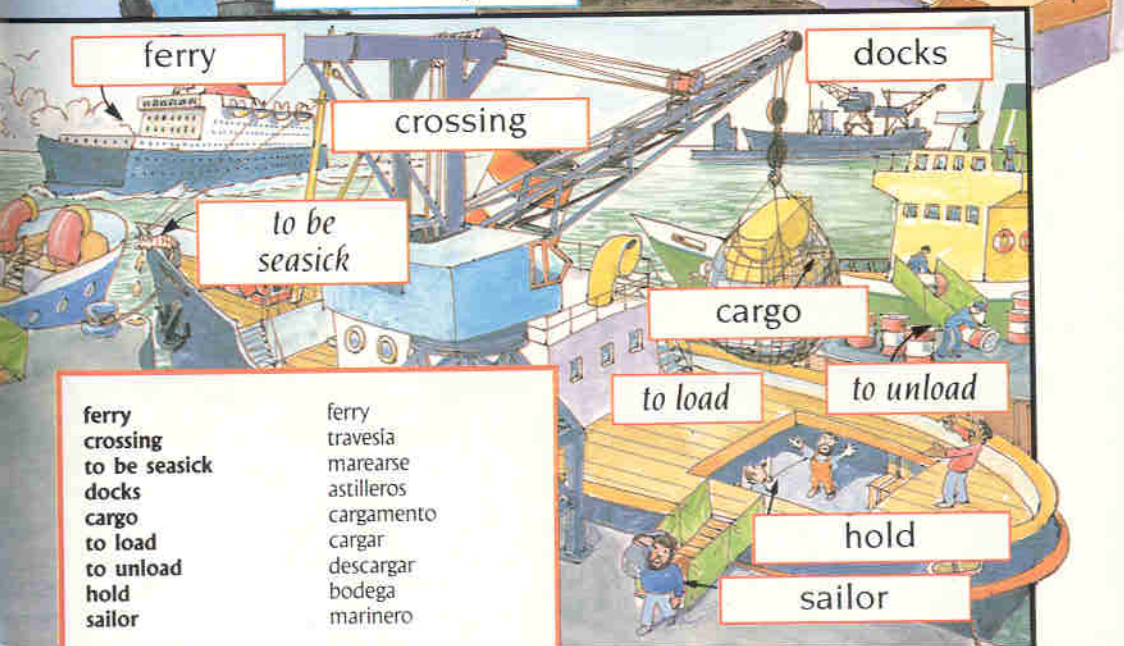 ferry
docks
crossing
to be
seasick
cargo
to load
to unload
hold
sailor
ferry ferry
crossing travesía
to be seasick marearse
docks astilleros
cargo cargamento
to load cargar
to unload descargar
hold bodega
sailor marinero